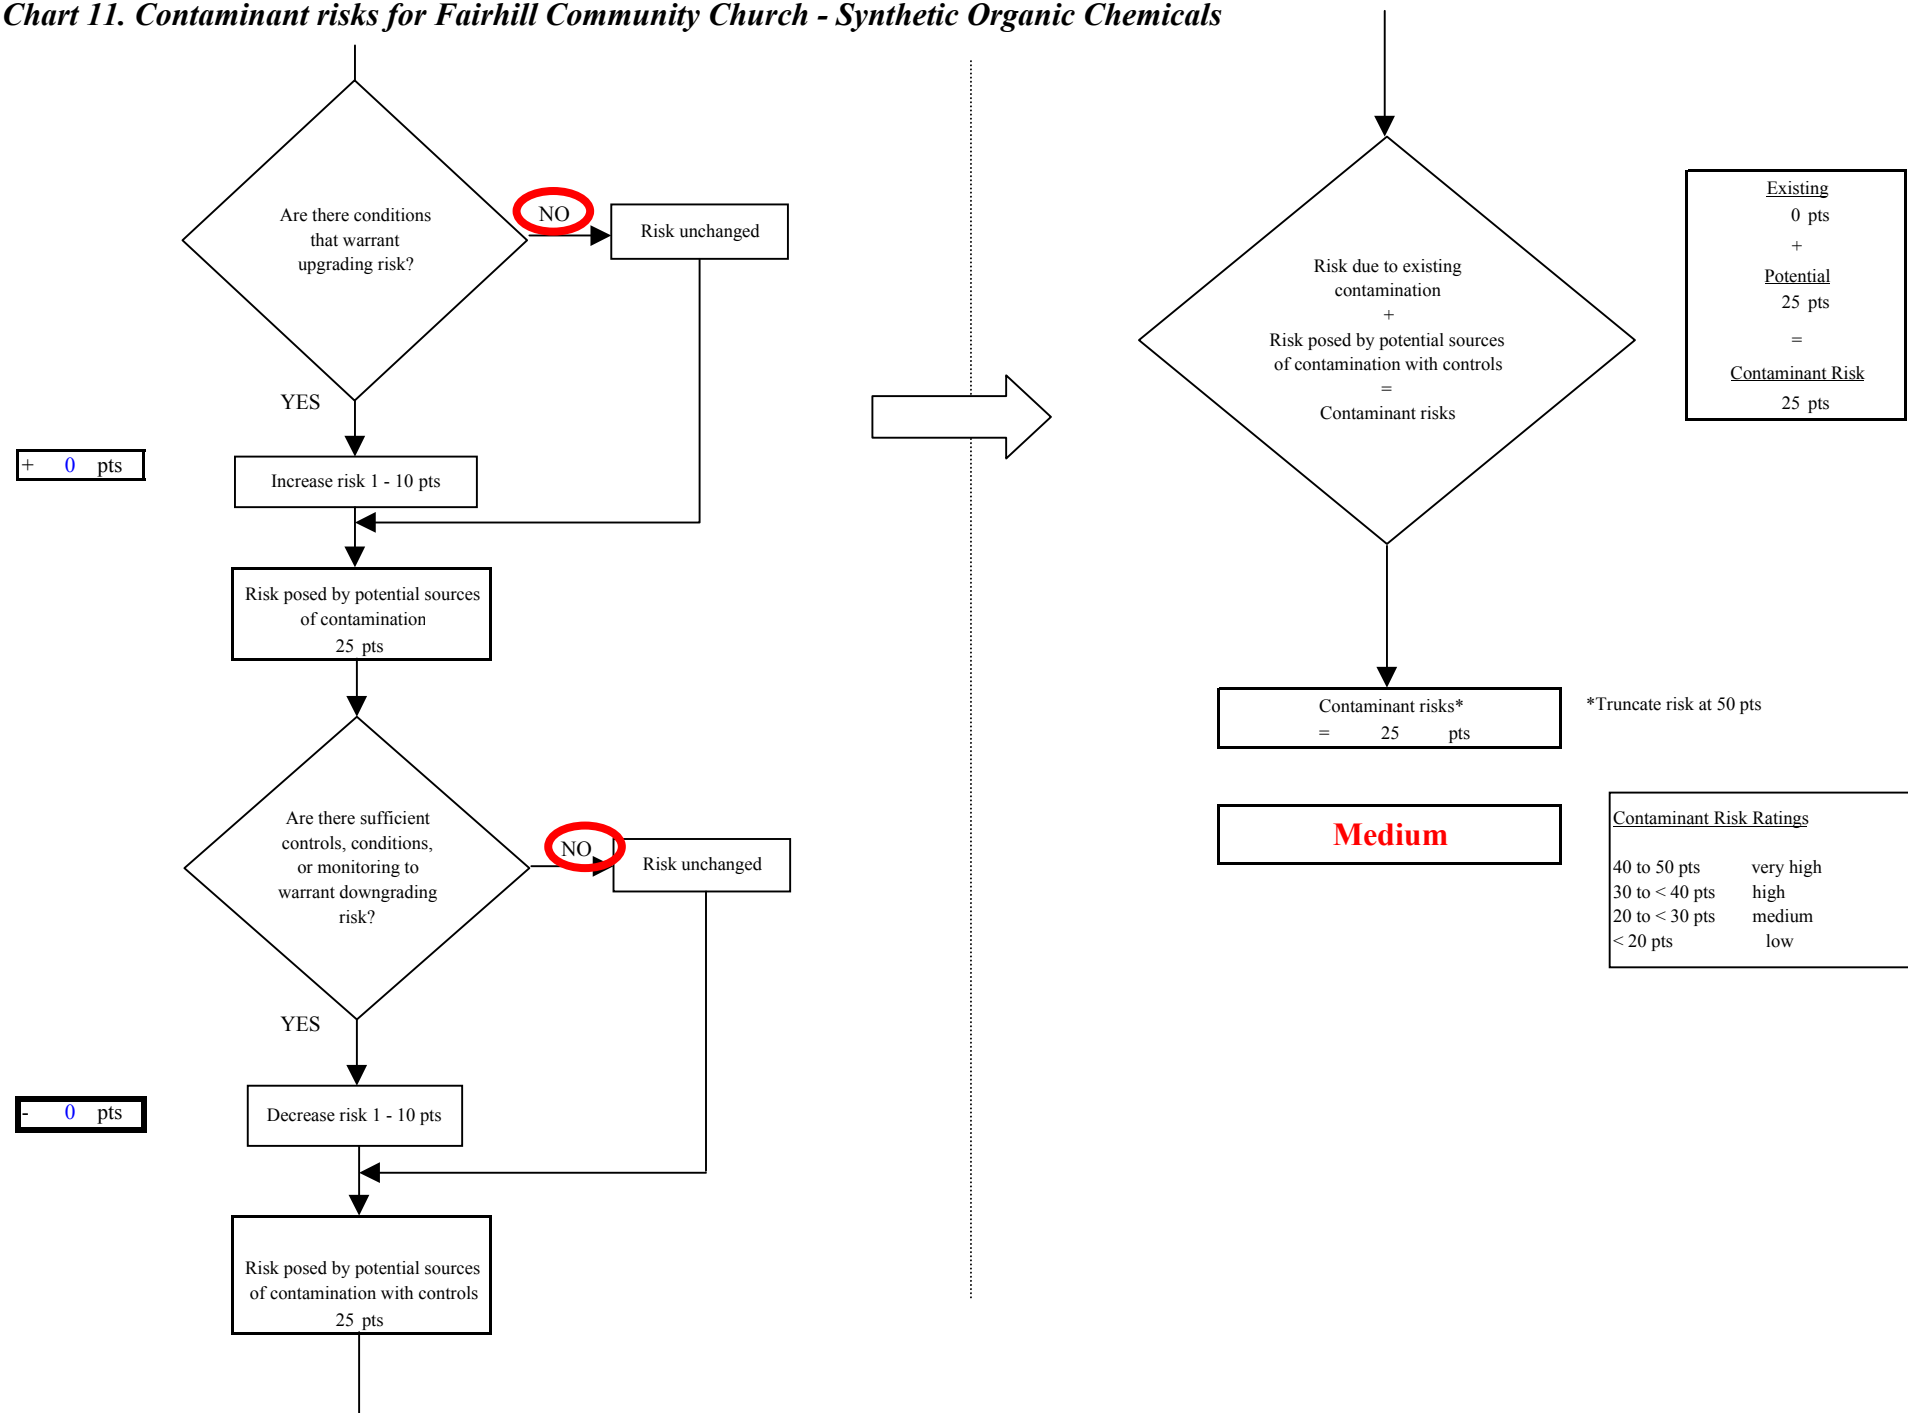 Chart 11. Contaminant risks for Fairhill Community Church - Synthetic Organic Chemicals
Are there conditions
that warrant
upgrading risk?
NO
Risk unchanged
YES
+ 0 pts
Increase risk 1 - 10 pts
Risk posed by potential sources
of contamination
25 pts
Are there sufficient
controls, conditions,
or monitoring to
warrant downgrading
risk?
NO
Risk unchanged
YES
- 0 pts
Decrease risk 1 - 10 pts
Risk posed by potential sources
of contamination with controls
25 pts
Risk due to existing
contamination
+
Risk posed by potential sources
of contamination with controls
=
Contaminant risks
Existing
0 pts
+
Potential
25 pts
=
Contaminant Risk
25 pts
Contaminant risks*
= 25 pts
*Truncate risk at 50 pts
Medium
Contaminant Risk Ratings
40 to 50 pts very high
30 to < 40 pts high
20 to < 30 pts medium
< 20 pts low